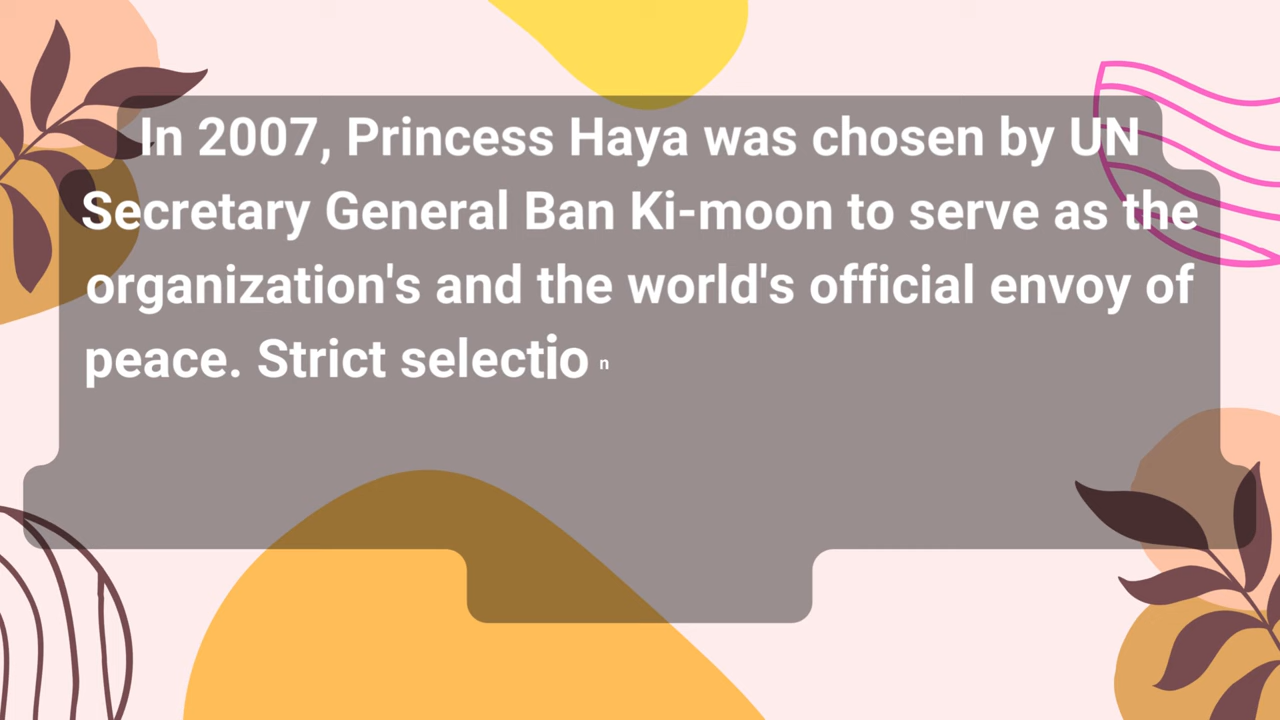 In 2007, Princess Haya was chosen by UN
Secretary General Ban Ki-moon to serve as the
organization's and the world's official envoy of
peace. Strict selection